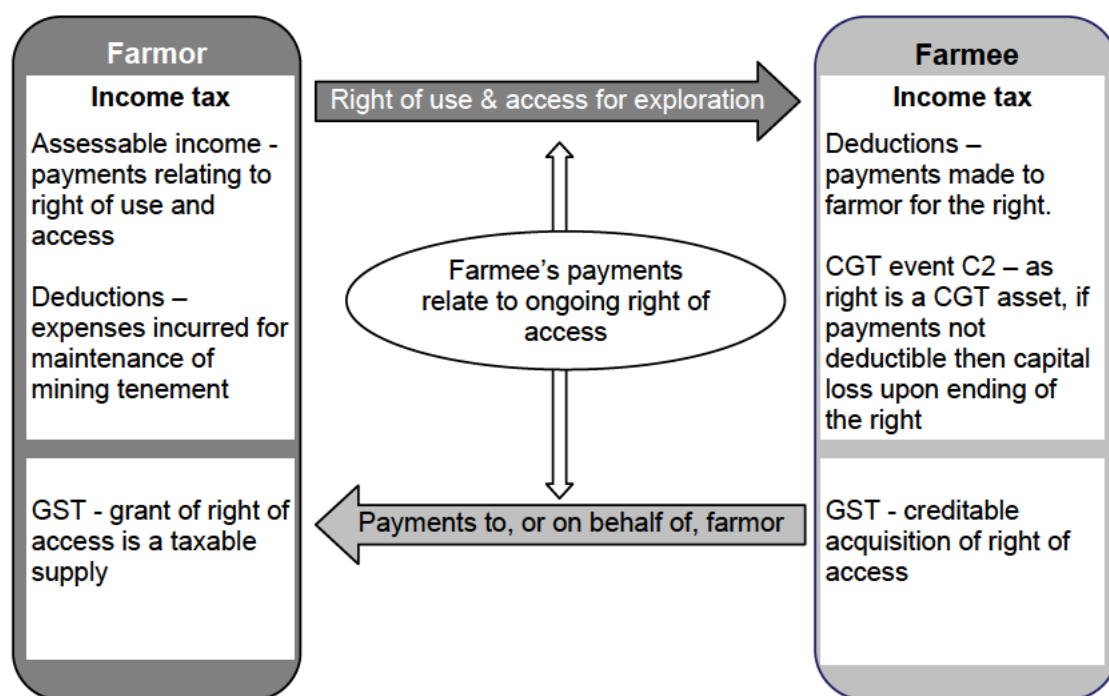 Farmor
Income tax
Assessable income -
payments relating to
right of use and
access
Deductions –
expenses incurred for
maintenance of
mining tenement
GST - grant of right of
access is a taxable
supply
Right of use & access for exploration
Farmee's payments
relate to ongoing right of
access
Payments to, or on behalf of, farmor
Farmee
Income tax
Deductions –
payments made to
farmor for the right.
CGT event C2 – as
right is a CGT asset, if
payments not
deductible then capital
loss upon ending of
the right
GST - creditable
acquisition of right of
access